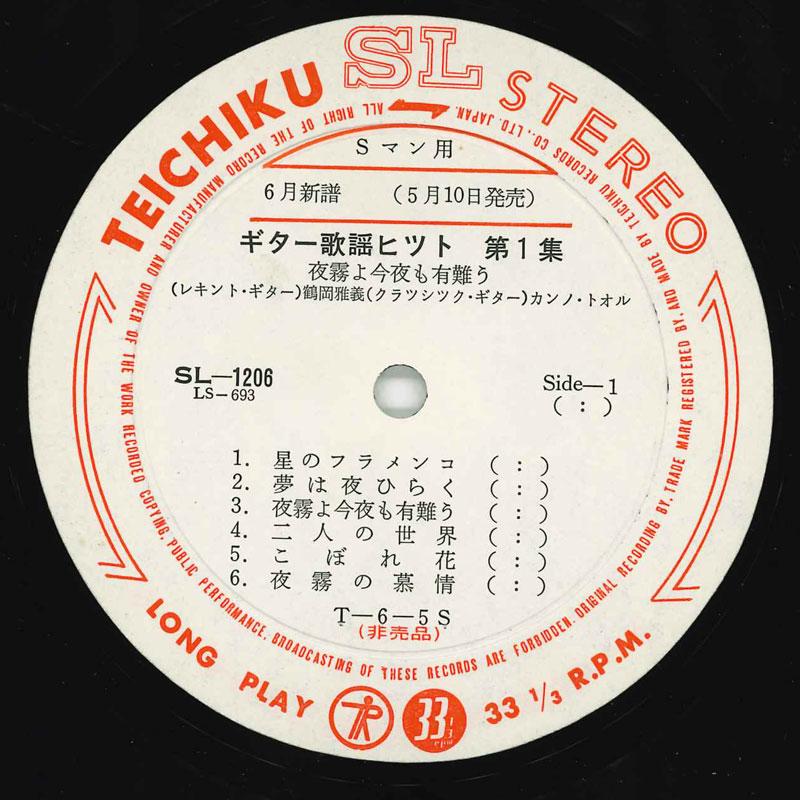 TEICHIKU SL STEREO
ALL RIGHT OF THE RECORD MANUFACTURER AND OWNER OF THE WORK RECORDED COPYING, PUBLIC PERFORMANCE, BROADCASTING OF THESE RECORDS ARE FORBIDDEN. ORIGINAL RECORDING BY, TRADE MARK REGISTERED BY, AND MADE BY TEICHIKU RECORDS CO., LTD. JAPAN.
Sマン用
6月新譜 (5月10日発売)
ギター歌謡ヒツト 第1集
夜霧よ今夜も有難う
(レキント・ギター)鶴岡雅義(クラツシツク・ギター)カンノ・トオル
SL—1206
LS-693
Side—1
( : )
1. 星のフラメンコ ( : )
2. 夢は夜ひらく ( : )
3. 夜霧よ今夜も有難う ( : )
4. 二人の世界 ( : )
5. こぼれ花 ( : )
6. 夜霧の慕情 ( : )
T—6—5S
(非売品)
LONG PLAY 33 1/3 33 1/3 R.P.M.